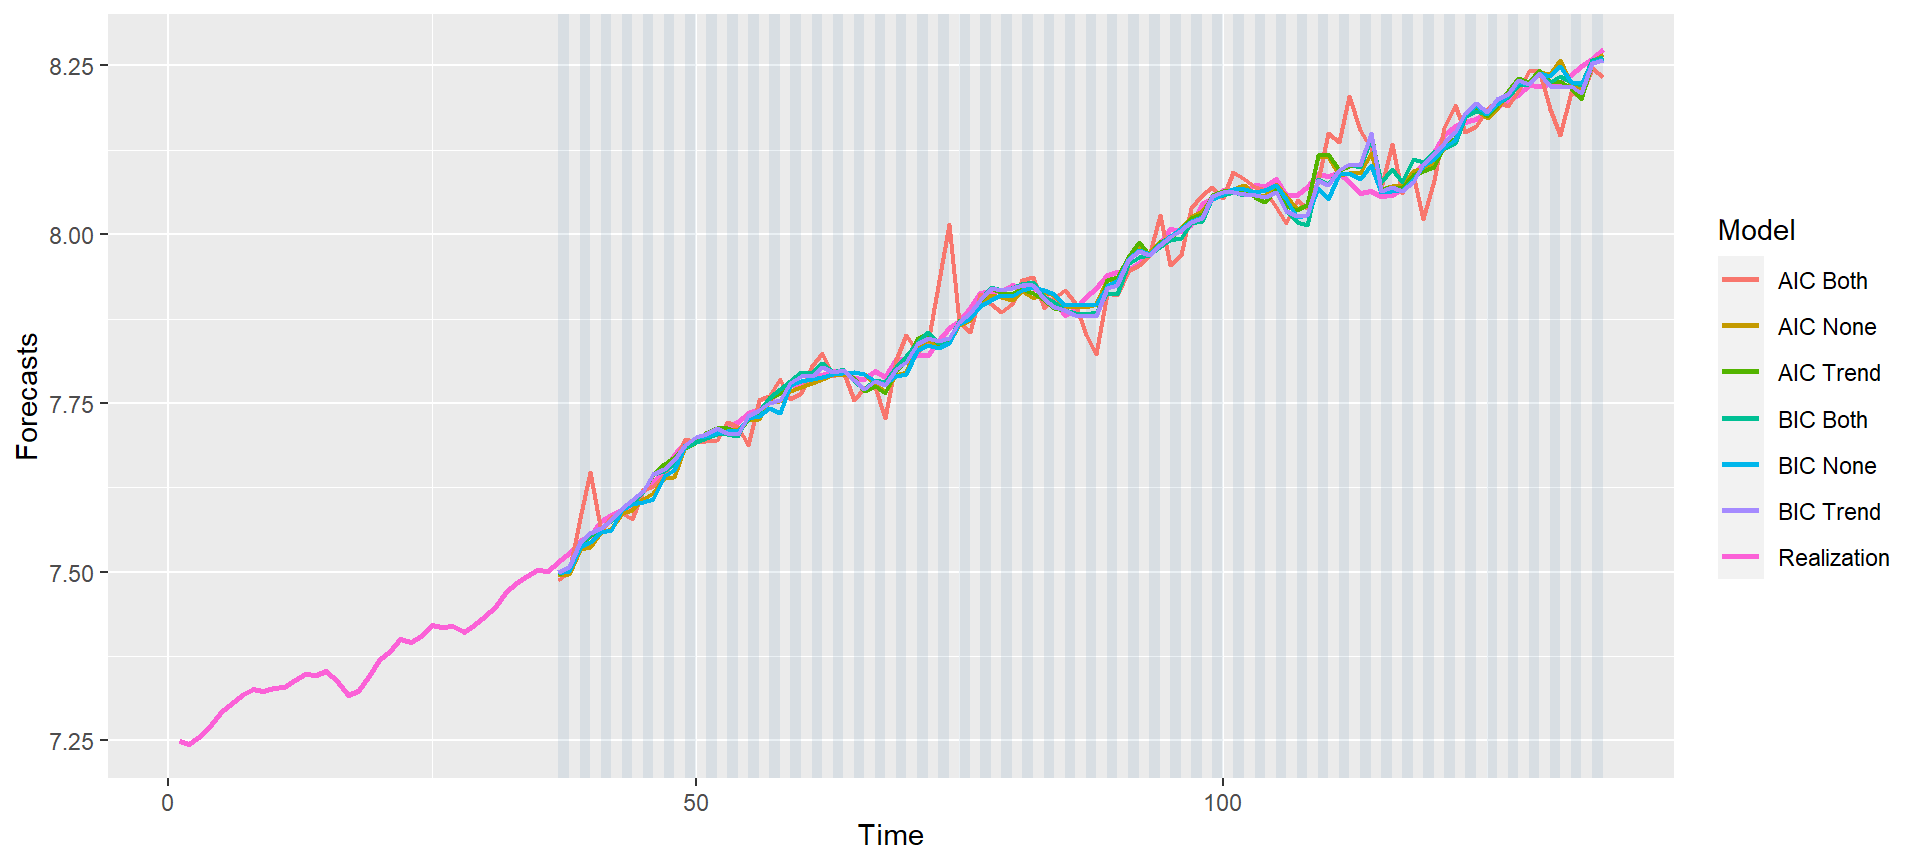 8.25
8.00
7.75
7.50
7.25
Forecasts
0
50
100
Time
Model
AIC Both
AIC None
AIC Trend
BIC Both
BIC None
BIC Trend
Realization